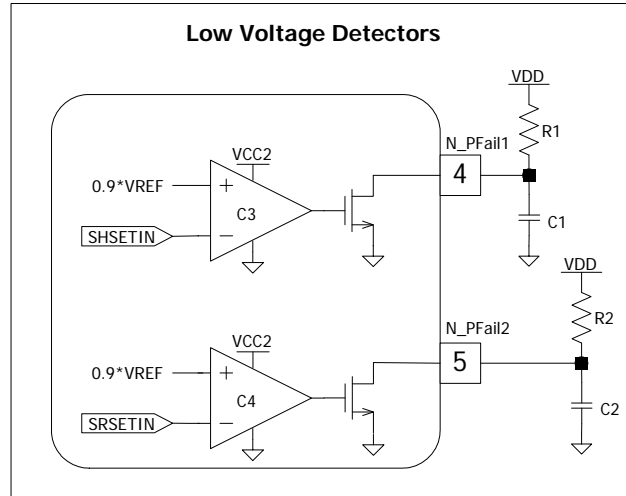 Low Voltage Detectors
VDD
R1
N_PFail1
4
C1
VCC2
0.9*VREF
+
C3
SHSETIN
−
VDD
R2
N_PFail2
5
C2
VCC2
0.9*VREF
+
C4
SRSETIN
−